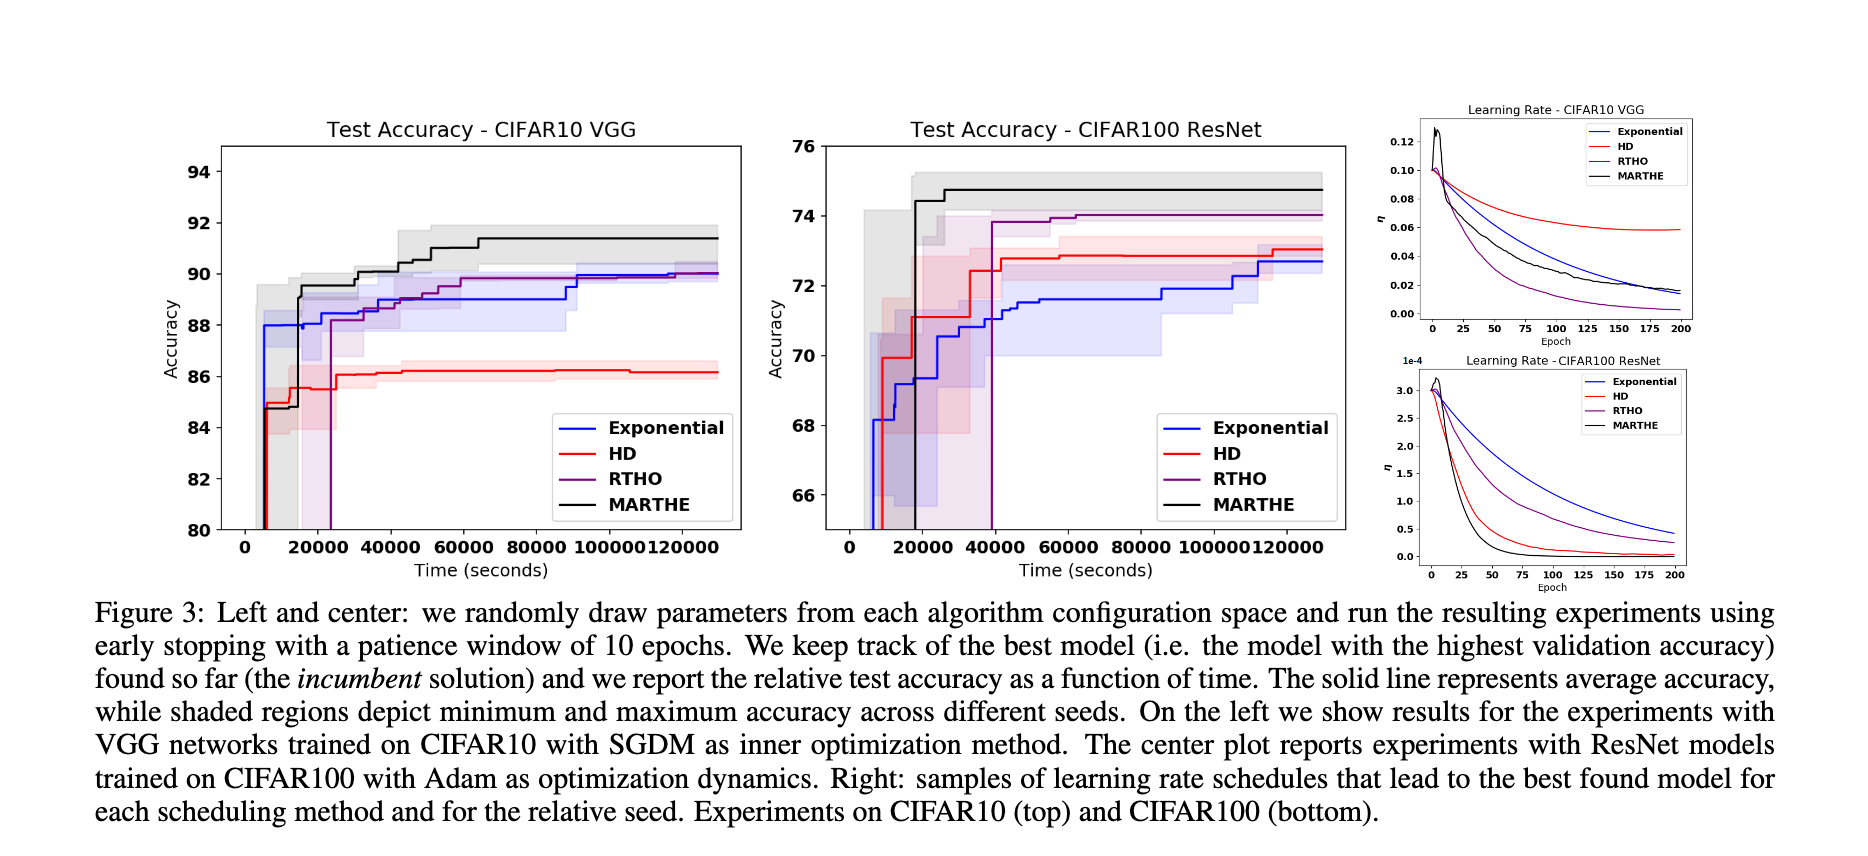 Test Accuracy - CIFAR10 VGG
94
92
90
88
86
84
82
80
Accuracy
0 20000 40000 60000 80000 100000 120000
Time (seconds)
Exponential
HD
RTHO
MARTHE
Test Accuracy - CIFAR100 ResNet
76
74
72
70
68
66
Accuracy
0 20000 40000 60000 80000 100000 120000
Time (seconds)
Exponential
HD
RTHO
MARTHE
Learning Rate - CIFAR10 VGG
0.12
0.10
0.08
0.06
0.04
0.02
0.00
η
0 25 50 75 100 125 150 175 200
Epoch
Exponential
HD
RTHO
MARTHE
1e-4
Learning Rate - CIFAR100 ResNet
3.0
2.5
2.0
1.5
1.0
0.5
0.0
η
0 25 50 75 100 125 150 175 200
Epoch
Exponential
HD
RTHO
MARTHE
Figure 3: Left and center: we randomly draw parameters from each algorithm configuration space and run the resulting experiments using
early stopping with a patience window of 10 epochs. We keep track of the best model (i.e. the model with the highest validation accuracy)
found so far (the incumbent solution) and we report the relative test accuracy as a function of time. The solid line represents average accuracy,
while shaded regions depict minimum and maximum accuracy across different seeds. On the left we show results for the experiments with
VGG networks trained on CIFAR10 with SGDM as inner optimization method. The center plot reports experiments with ResNet models
trained on CIFAR100 with Adam as optimization dynamics. Right: samples of learning rate schedules that lead to the best found model for
each scheduling method and for the relative seed. Experiments on CIFAR10 (top) and CIFAR100 (bottom).